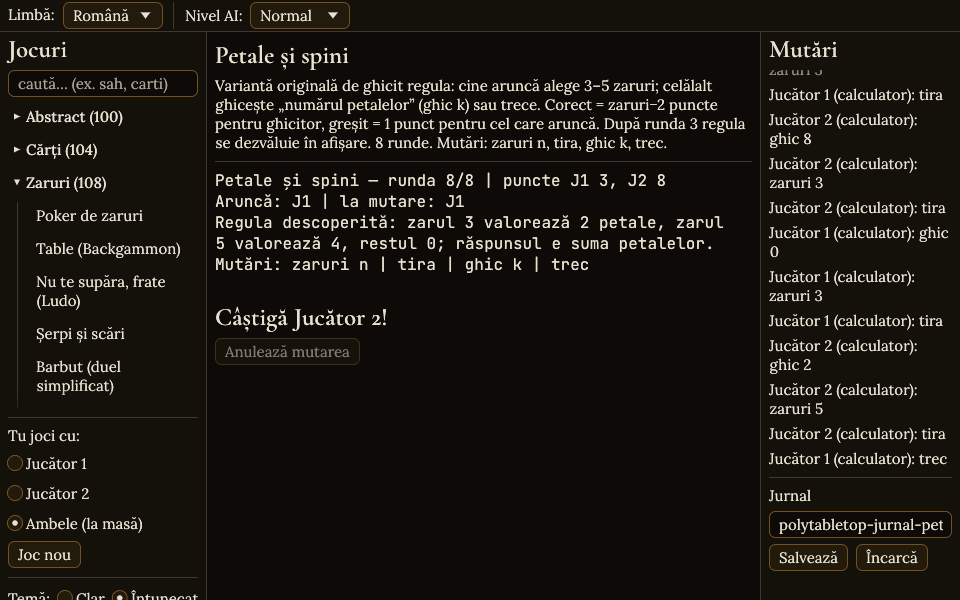 Limbă:
Română
Nivel AI:
Normal
Jocuri
caută... (ex. sah, carti)
Abstract (100)
Cărți (104)
Zaruri (108)
Poker de zaruri
Table (Backgammon)
Nu te supăra, frate
(Ludo)
Șerpi și scări
Barbut (duel
simplificat)
Tu joci cu:
Jucător 1
Jucător 2
Ambele (la masă)
Joc nou
Temă:
Clar
Întunecat
Petale și spini
Variantă originală de ghicit regula: cine aruncă alege 3–5 zaruri; celălalt
ghicește „numărul petalelor” (ghic k) sau trece. Corect = zaruri−2 puncte
pentru ghicitor, greșit = 1 punct pentru cel care aruncă. După runda 3 regula
se dezvăluie în afișare. 8 runde. Mutări: zaruri n, tira, ghic k, trec.
Petale și spini — runda 8/8 | puncte J1 3, J2 8
Aruncă: J1 | la mutare: J1
Regula descoperită: zarul 3 valorează 2 petale, zarul
5 valorează 4, restul 0; răspunsul e suma petalelor.
Mutări: zaruri n | tira | ghic k | trec
Câștigă Jucător 2!
Anulează mutarea
Mutări
zaruri 5
Jucător 1 (calculator): tira
Jucător 2 (calculator):
ghic 8
Jucător 2 (calculator):
zaruri 3
Jucător 2 (calculator): tira
Jucător 1 (calculator): ghic
0
Jucător 1 (calculator):
zaruri 3
Jucător 1 (calculator): tira
Jucător 2 (calculator):
ghic 2
Jucător 2 (calculator):
zaruri 5
Jucător 2 (calculator): tira
Jucător 1 (calculator): trec
Jurnal
polytabletop-jurnal-pet
Salvează
Încarcă